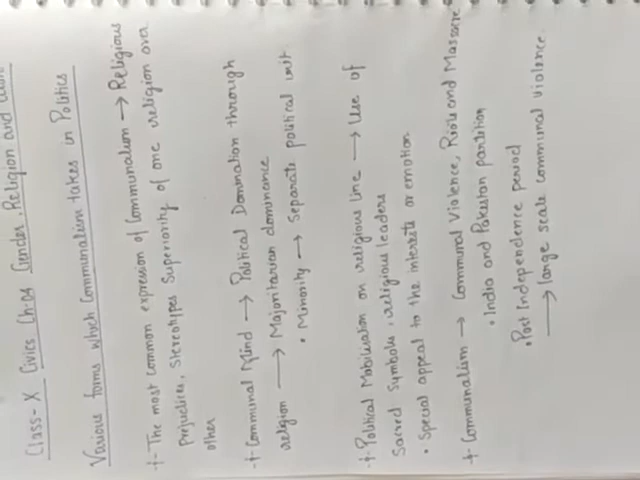 Class-X Civics Ch:04 Gender, Religion and
Various forms which Communalism takes in Politics
+ The most common expression of Communalism → Religious
Prejudices, Stereotypes Superiority of one religion over
other
+ Communal Mind → Political Domination through
religion → Majoritarian dominance
• Minority → Separate political unit
+ Political Mobilisation on religious line → Use of
Sacred Symbols, religious leaders
• Special appeal to the interests or emotion
+ Communalism → Communal Violence, Riots and Massacre
• India and Pakistan partition
• Post Independence period
→ large scale communal violence.